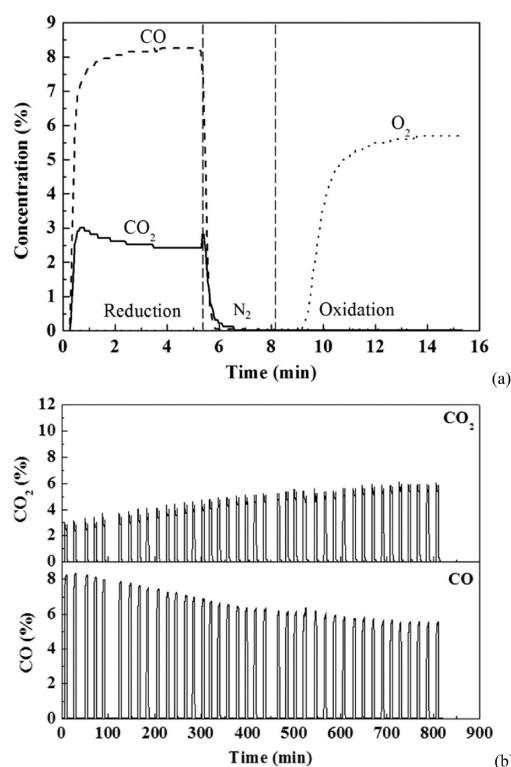 9
8
7
6
5
4
3
2
1
0
CO
CO2
O2
Reduction
N2
Oxidation
0 2 4 6 8 10 12 14 16
Concentration (%)
Time (min)
(a)
12
10
8
6
4
2
0
CO2
CO2 (%)
8
6
4
2
0
CO
CO (%)
0 100 200 300 400 500 600 700 800 900
Time (min)
(b)